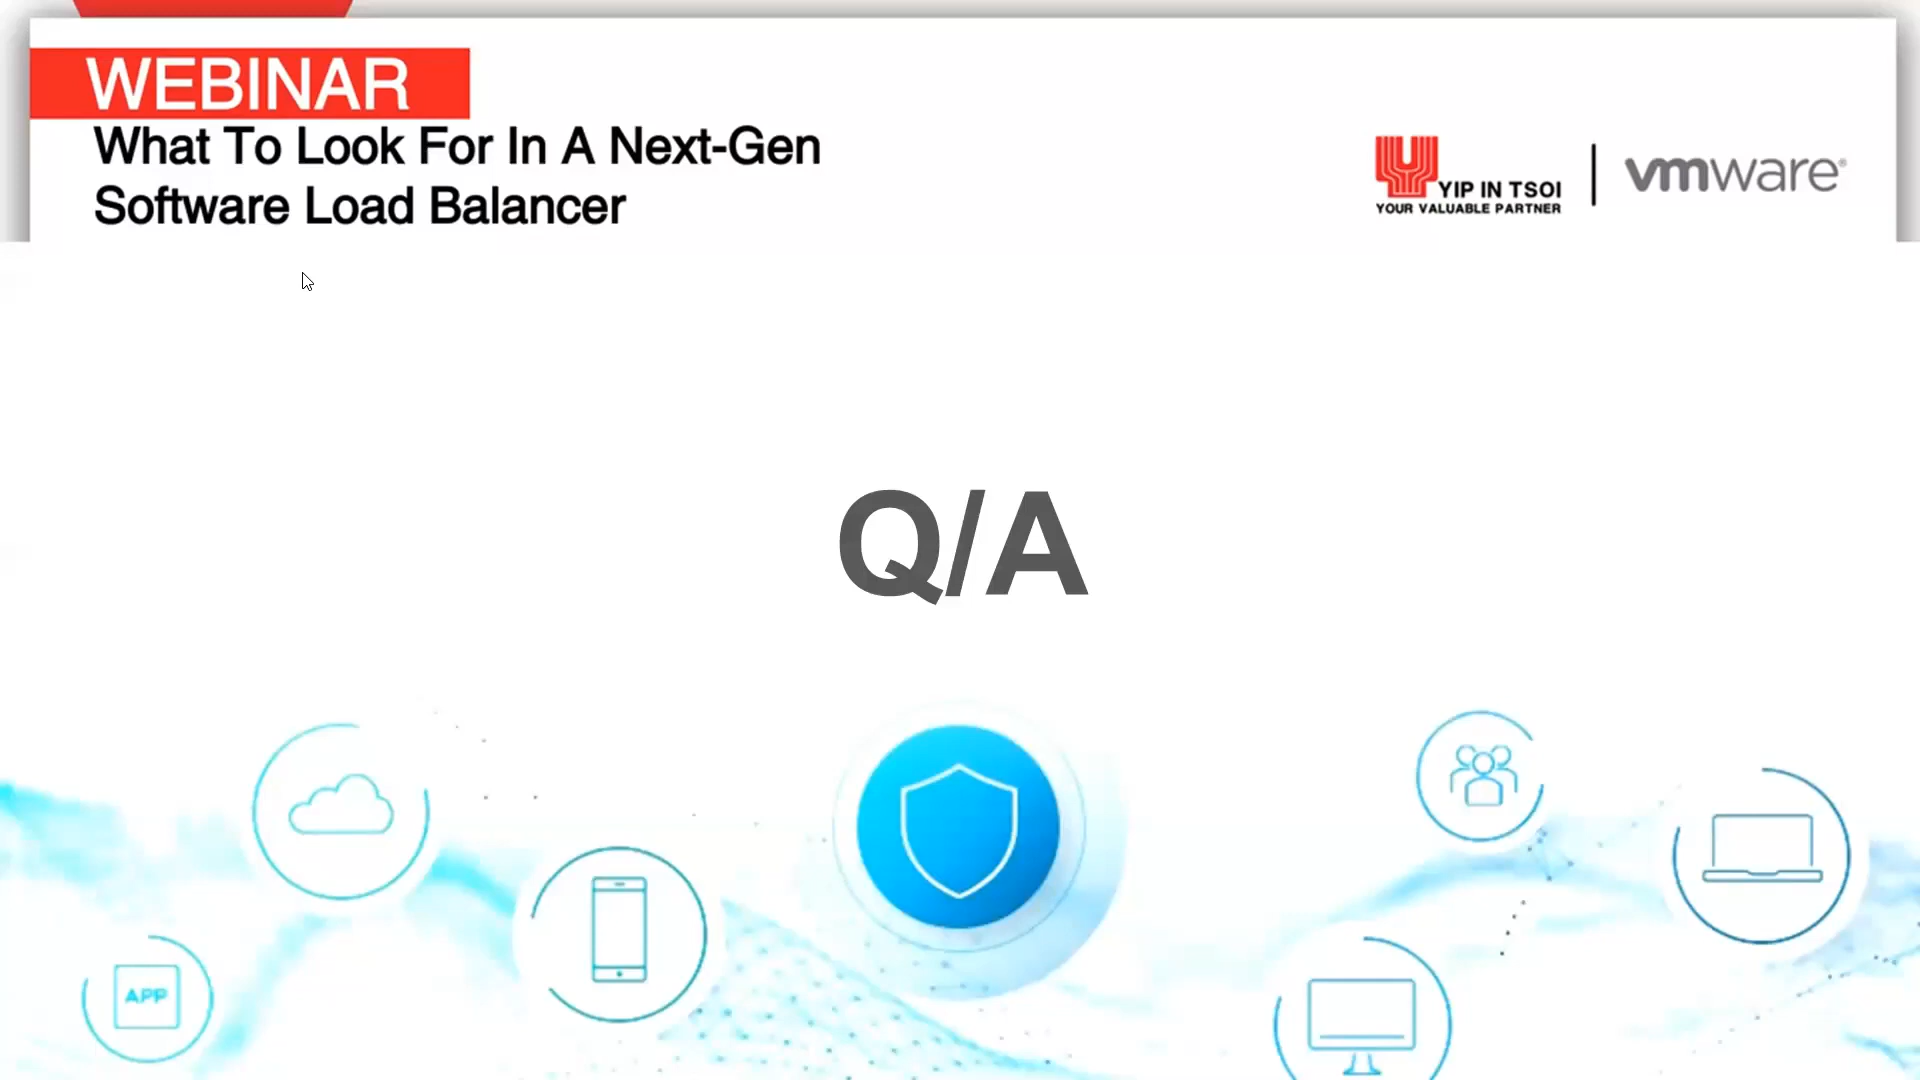 WEBINAR
What To Look For In A Next-Gen
Software Load Balancer
YIP IN TSOI
YOUR VALUABLE PARTNER
vmware®
Q/A
APP